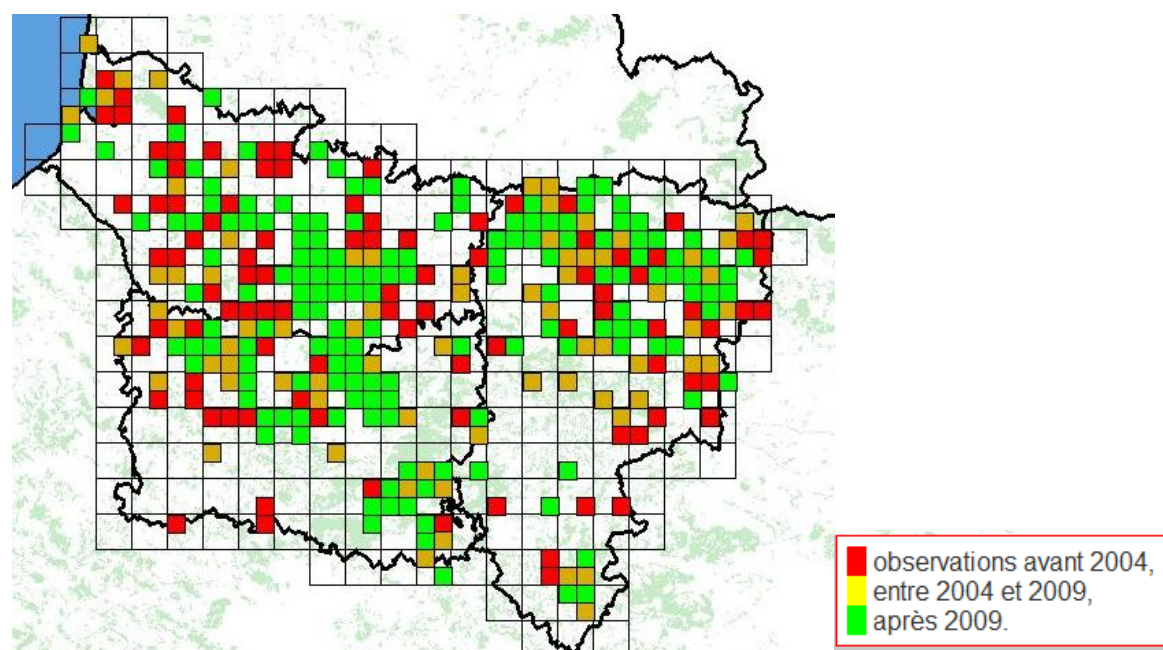 observations avant 2004,
entre 2004 et 2009,
après 2009.